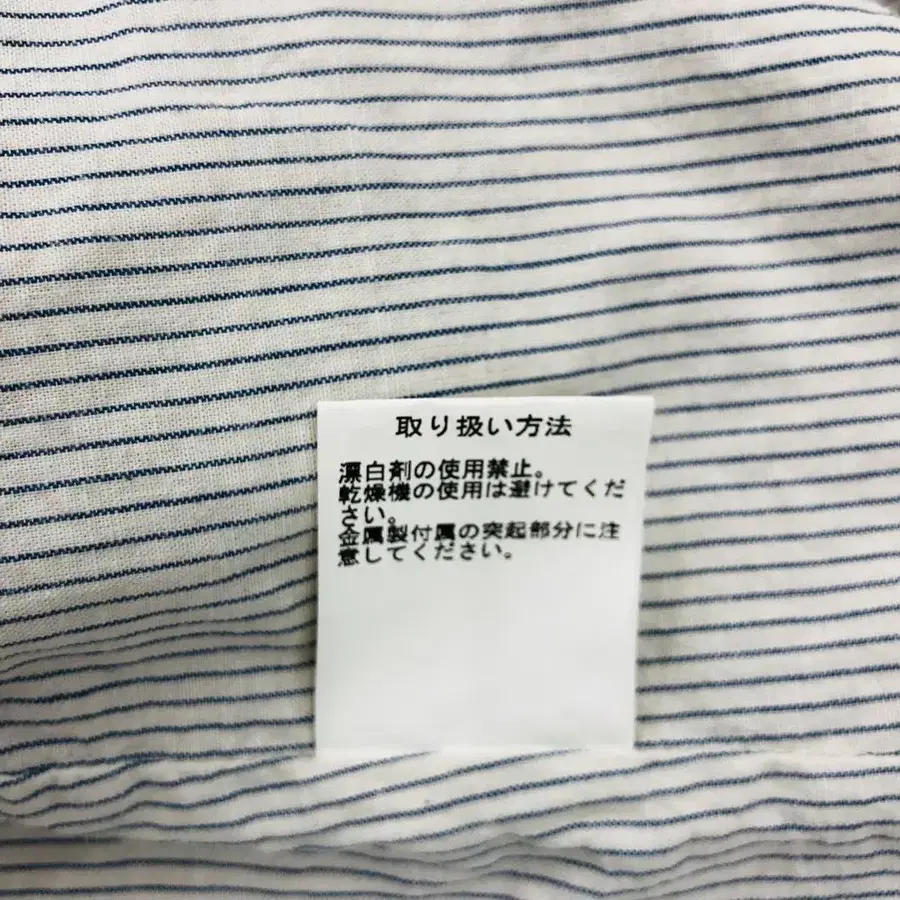 取り扱い方法
漂白剤の使用禁止。
乾燥機の使用は避けてくだ
さい。
金属製付属の突起部分に注
意してください。